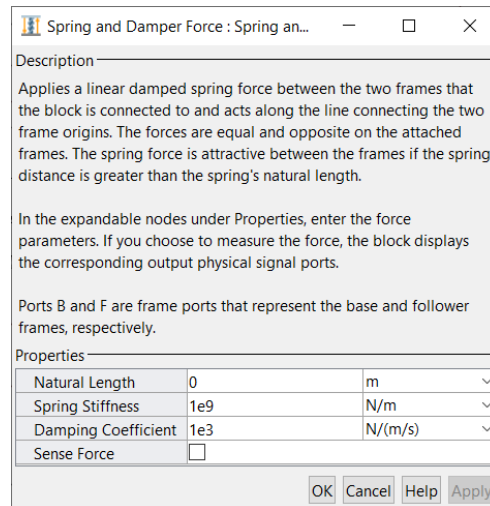 Spring and Damper Force : Spring an...
Description
Applies a linear damped spring force between the two frames that
the block is connected to and acts along the line connecting the two
frame origins. The forces are equal and opposite on the attached
frames. The spring force is attractive between the frames if the spring
distance is greater than the spring's natural length.
In the expandable nodes under Properties, enter the force
parameters. If you choose to measure the force, the block displays
the corresponding output physical signal ports.
Ports B and F are frame ports that represent the base and follower
frames, respectively.
Properties
Natural Length 0 m
Spring Stiffness 1e9 N/m
Damping Coefficient 1e3 N/(m/s)
Sense Force
OK Cancel Help Apply